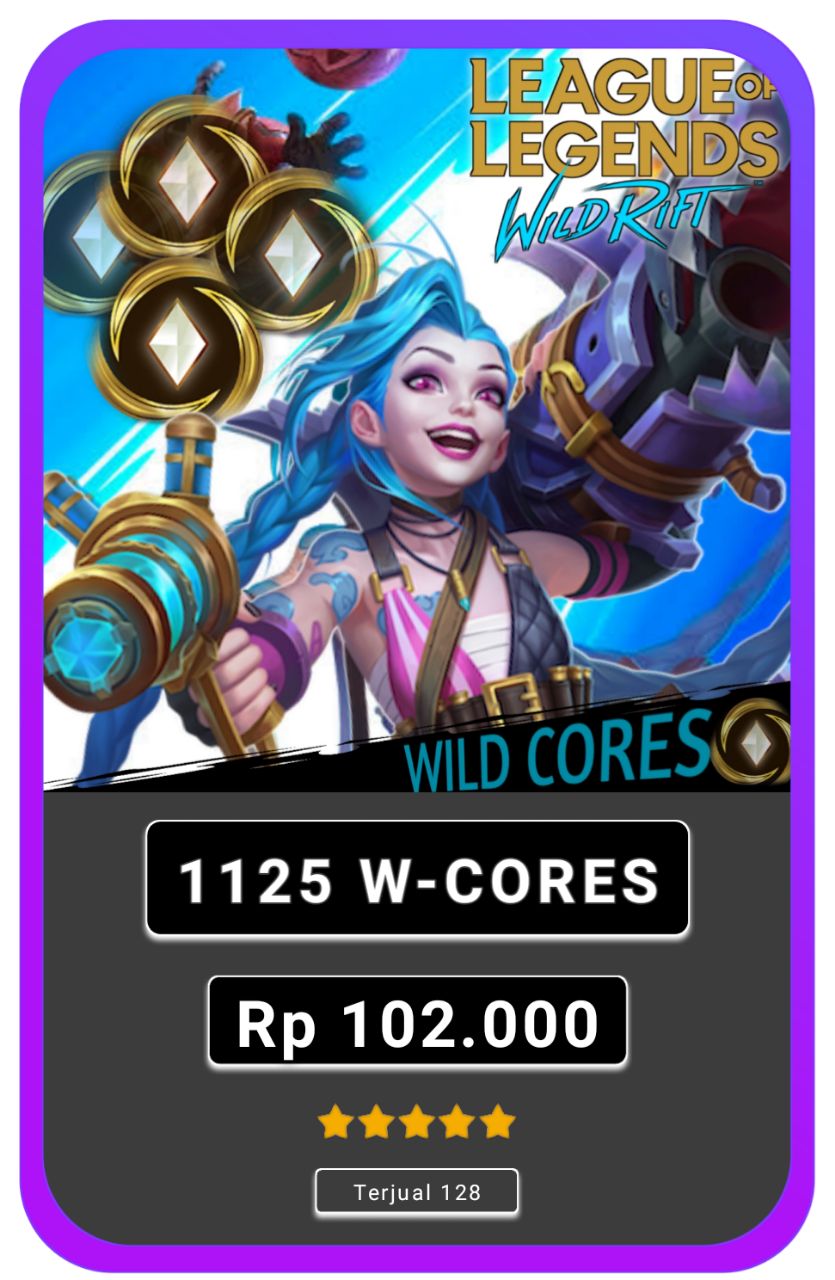 LEAGUE OF
LEGENDS
WILD RIFT
WILD CORES
1125 W-CORES
Rp 102.000
Terjual 128